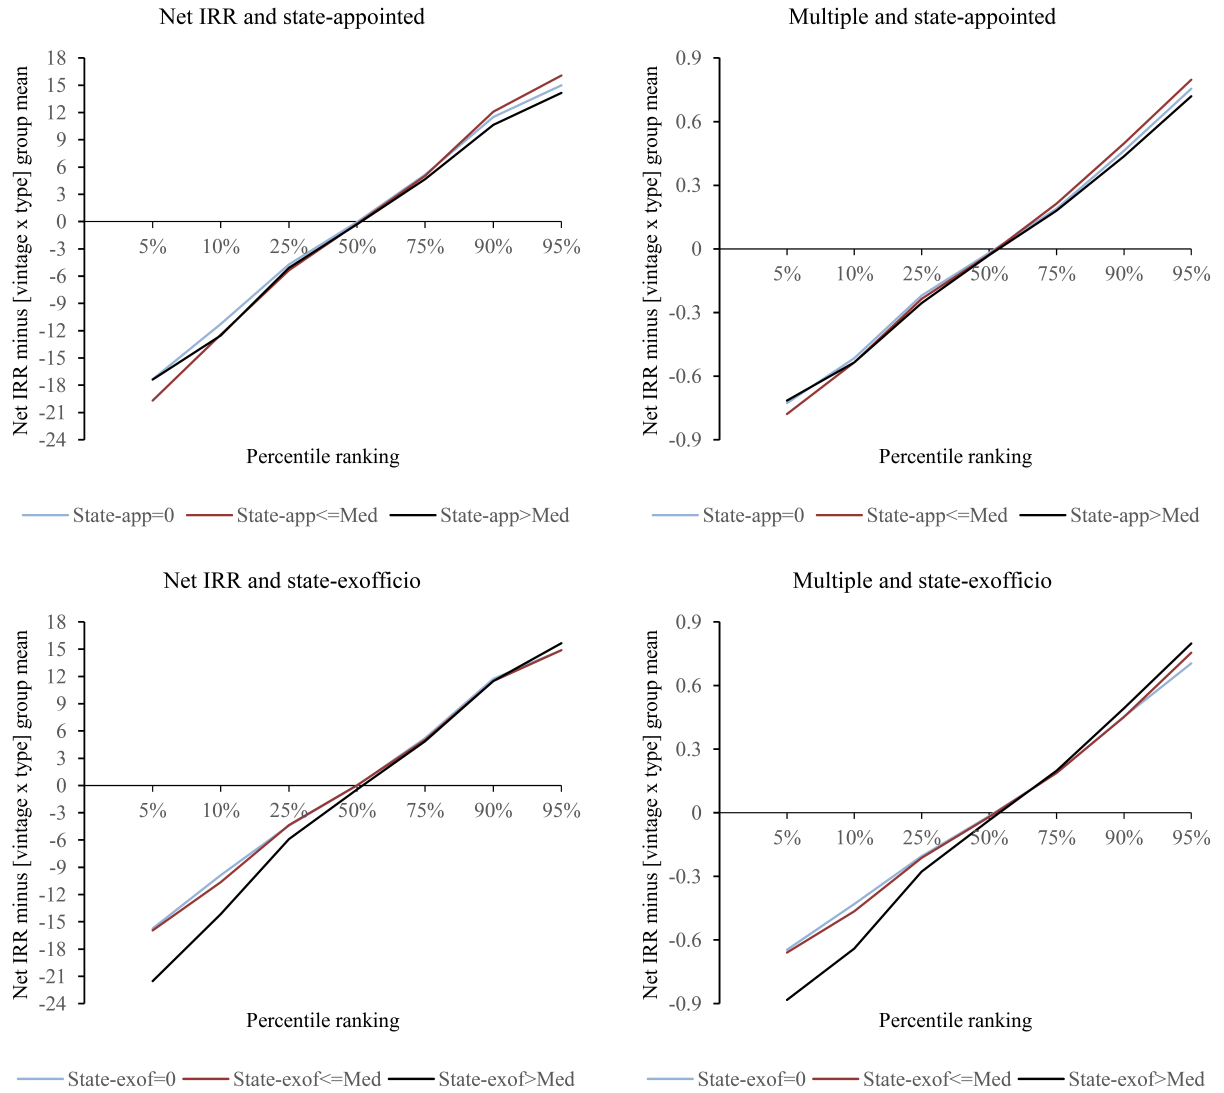 Net IRR and state-appointed
Net IRR minus [vintage x type] group mean
18
15
12
9
6
3
0
-3
-6
-9
-12
-15
-18
-21
-24
5% 10% 25% 50% 75% 90% 95%
Percentile ranking
State-app=0 State-app<=Med State-app>Med
Multiple and state-appointed
Net IRR minus [vintage x type] group mean
0.9
0.6
0.3
0
-0.3
-0.6
-0.9
5% 10% 25% 50% 75% 90% 95%
Percentile ranking
State-app=0 State-app<=Med State-app>Med
Net IRR and state-exofficio
Net IRR minus [vintage x type] group mean
18
15
12
9
6
3
0
-3
-6
-9
-12
-15
-18
-21
-24
5% 10% 25% 50% 75% 90% 95%
Percentile ranking
State-exof=0 State-exof<=Med State-exof>Med
Multiple and state-exofficio
Net IRR minus [vintage x type] group mean
0.9
0.6
0.3
0
-0.3
-0.6
-0.9
5% 10% 25% 50% 75% 90% 95%
Percentile ranking
State-exof=0 State-exof<=Med State-exof>Med